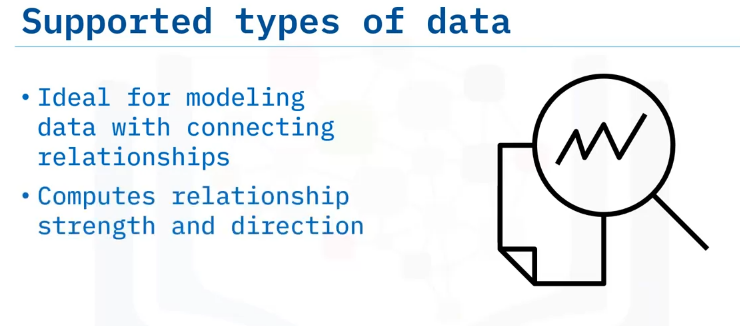 Supported types of data
• Ideal for modeling
data with connecting
relationships
• Computes relationship
strength and direction